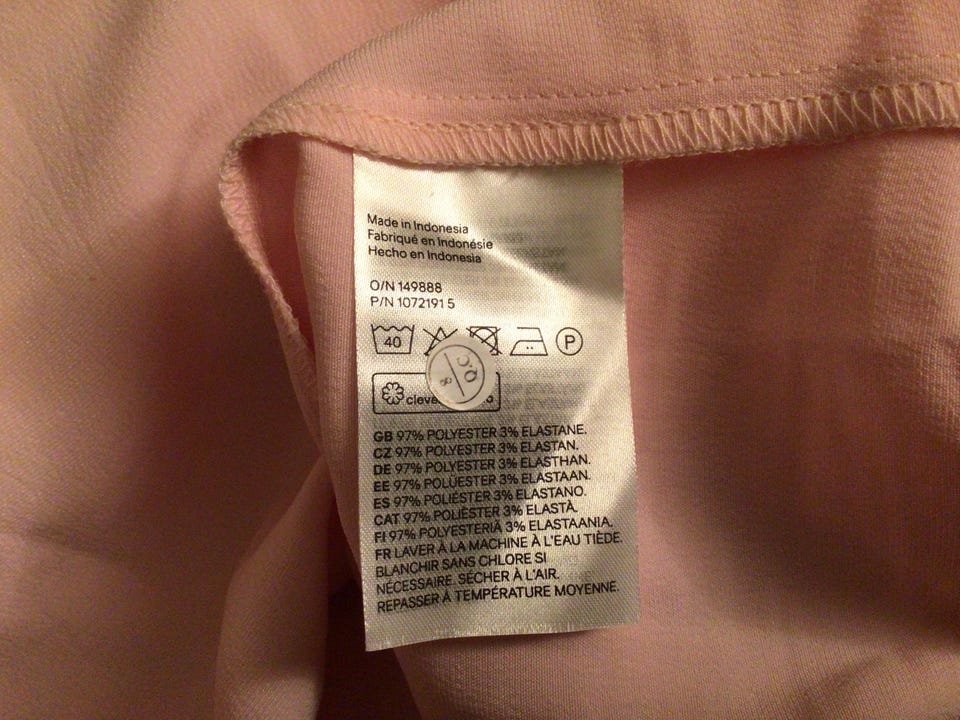 Made in Indonesia
Fabriqué en Indonésie
Hecho en Indonesia
O/N 149888
P/N 1072191 5
40 P
Q.C
GB 97% POLYESTER 3% ELASTANE.
CZ 97% POLYESTER 3% ELASTAN.
DE 97% POLYESTER 3% ELASTHAN.
EE 97% POLÜESTER 3% ELASTAAN.
ES 97% POLIÉSTER 3% ELASTANO.
CAT 97% POLIÈSTER 3% ELASTÀ.
FI 97% POLYESTERIÄ 3% ELASTAANIA.
FR LAVER À LA MACHINE À L'EAU TIÈDE.
BLANCHIR SANS CHLORE SI
NÉCESSAIRE. SÉCHER À L'AIR.
REPASSER À TEMPÉRATURE MOYENNE.